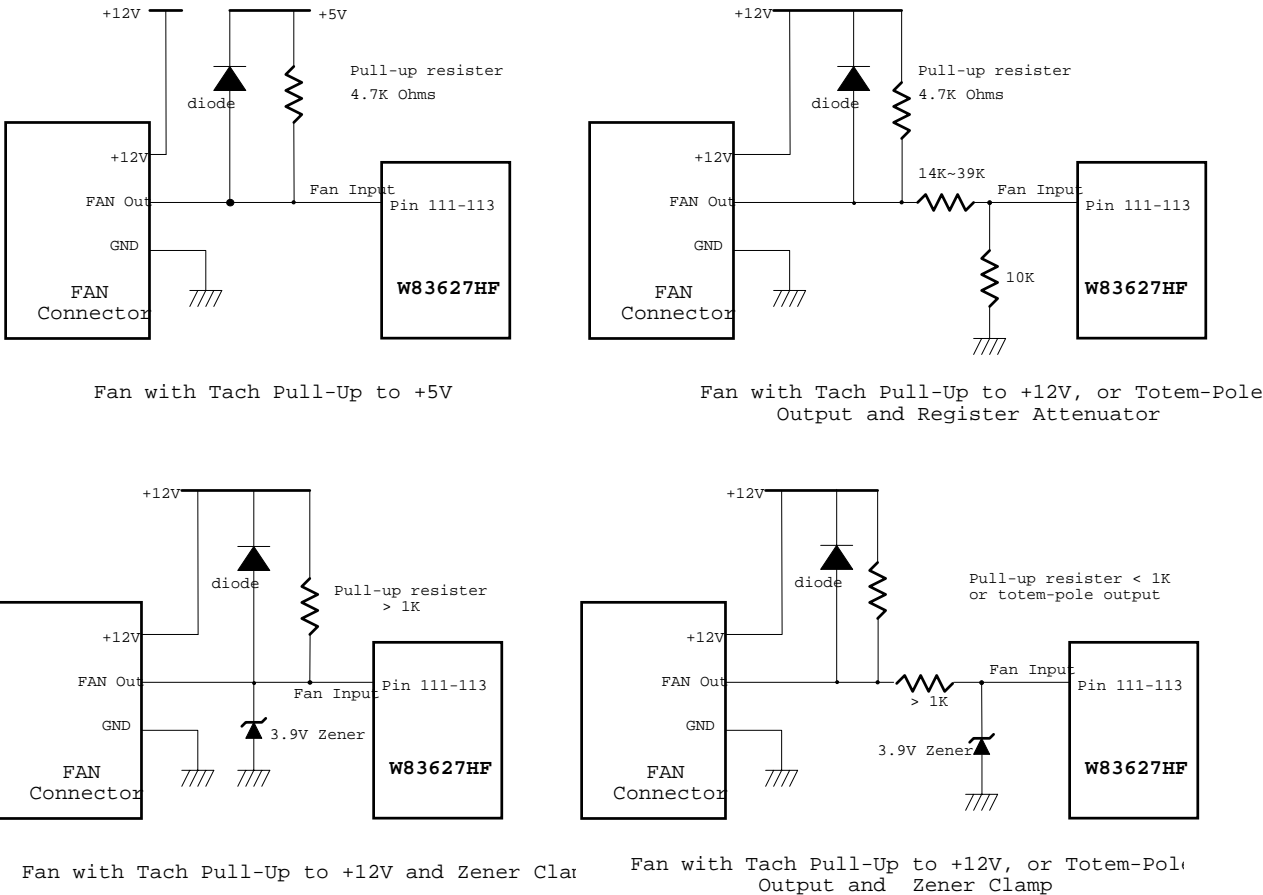 +12V
+5V
Pull-up resister
4.7K Ohms
diode
+12V
FAN Out
GND
FAN
Connector
Fan Input
Pin 111-113
W83627HF
Fan with Tach Pull-Up to +5V
+12V
Pull-up resister
4.7K Ohms
diode
+12V
FAN Out
GND
FAN
Connector
14K~39K
Fan Input
10K
Pin 111-113
W83627HF
Fan with Tach Pull-Up to +12V, or Totem-Pole
Output and Register Attenuator
+12V
diode
Pull-up resister
> 1K
+12V
FAN Out
GND
FAN
Connector
Fan Input
3.9V Zener
Pin 111-113
W83627HF
Fan with Tach Pull-Up to +12V and Zener
+12V
diode
Pull-up resister < 1K
or totem-pole output
+12V
FAN Out
GND
FAN
Connector
> 1K
Fan Input
3.9V Zener
Pin 111-113
W83627HF
Fan with Tach Pull-Up to +12V, or Totem-Pole
Output and Zener Clamp